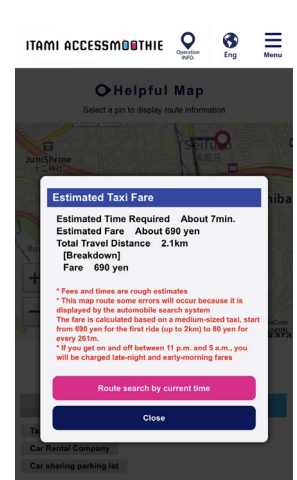 ITAMI ACCESSMOOTHIE
Operation
INFO.
Eng
Menu
Helpful Map
Select a pin to display route information
JuniShrine
Estimated Taxi Fare
Estimated Time Required About 7min.
Estimated Fare About 690 yen
Total Travel Distance 2.1km
[Breakdown]
Fare 690 yen
* Fees and times are rough estimates
* This map route some errors will occur because it is
displayed by the automobile search system
The fare is calculated based on a medium-sized taxi, start
from 690 yen for the first ride (up to 2km) to 80 yen for
every 261m.
* If you get on and off between 11 p.m. and 5 a.m., you
will be charged late-night and early-morning fares
Route search by current time
Close
Car Rental Company
Car sharing parking lot